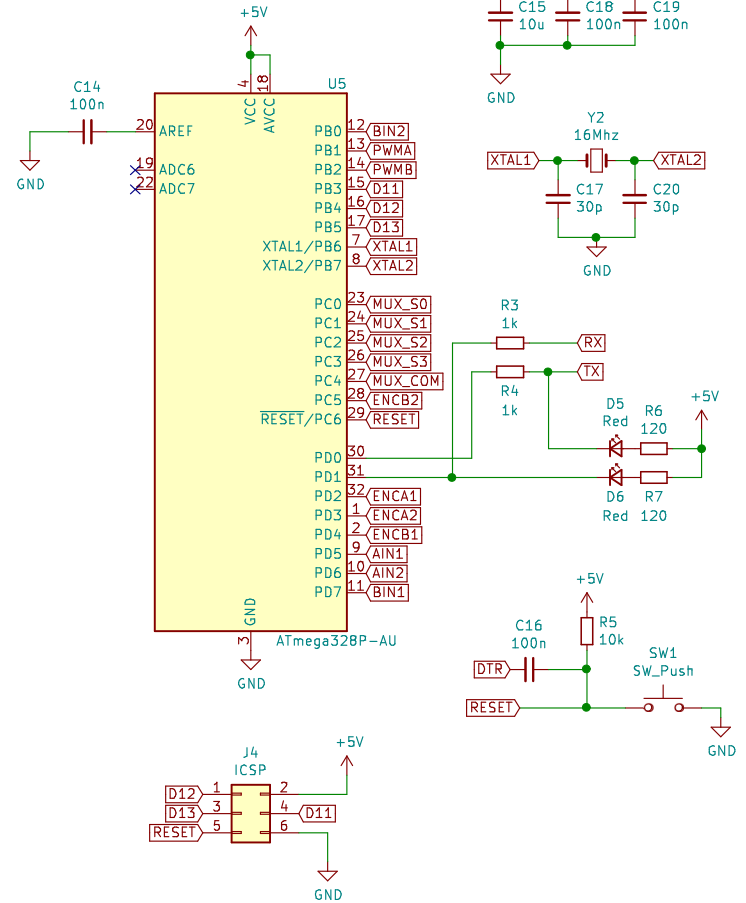 +5V
C15
10u
C18
100n
C19
100n
GND
C14
100n
U5
4
VCC
18
AVCC
20
AREF
GND
19
ADC6
22
ADC7
PB0
12
BIN2
PB1
13
PWMA
PB2
14
PWMB
PB3
15
D11
PB4
16
D12
PB5
17
D13
XTAL1/PB6
7
XTAL1
XTAL2/PB7
8
XTAL2
PC0
23
MUX_S0
PC1
24
MUX_S1
PC2
25
MUX_S2
PC3
26
MUX_S3
PC4
27
MUX_COM
PC5
28
ENCB2
RESET/PC6
29
RESET
PD0
30
PD1
31
PD2
32
ENCA1
PD3
1
ENCA2
PD4
2
ENCB1
PD5
9
AIN1
PD6
10
AIN2
PD7
11
BIN1
GND
3
ATmega328P-AU
GND
Y2
16Mhz
XTAL1
XTAL2
C17
30p
C20
30p
GND
R3
1k
RX
R4
1k
TX
+5V
D5
Red
R6
120
D6
Red
R7
120
+5V
R5
10k
C16
100n
DTR
RESET
SW1
SW_Push
GND
J4
ICSP
+5V
D12
1
2
D13
3
4
D11
RESET
5
6
GND